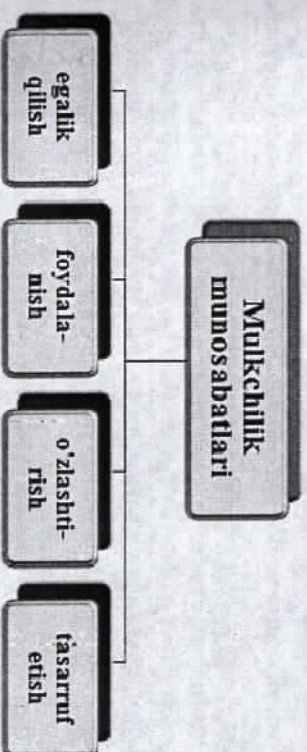 Mulkchilik
munosabatlari
egalik
qilish
foydala-
nish
o'zlashti-
rish
tasarruf
etish